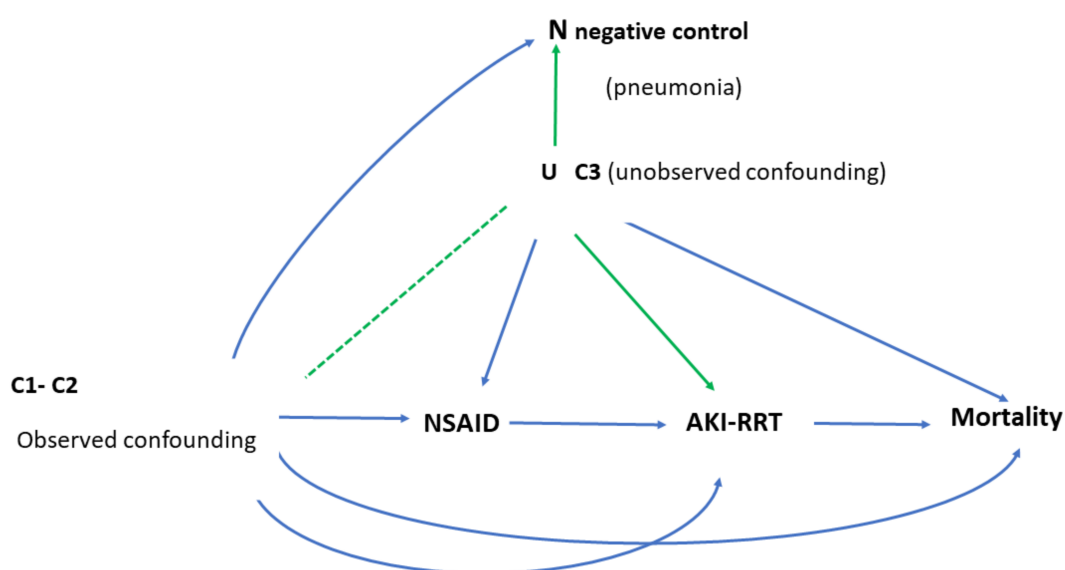 N negative control
(pneumonia)
U C3 (unobserved confounding)
C1- C2
Observed confounding
NSAID
AKI-RRT
Mortality